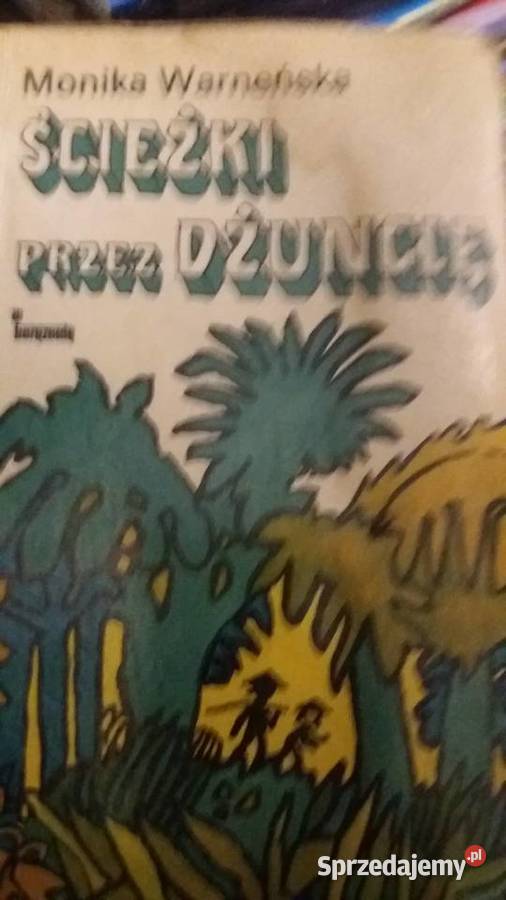 Monika Warneńska
ŚCIEŻKI
PRZEZ DŻUNGLĘ
Sprzedajemy.pl